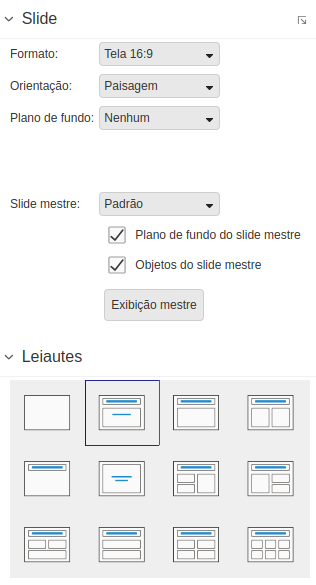 Slide
Formato: Tela 16:9
Orientação: Paisagem
Plano de fundo: Nenhum
Slide mestre: Padrão
Plano de fundo do slide mestre
Objetos do slide mestre
Exibição mestre
Leiautes